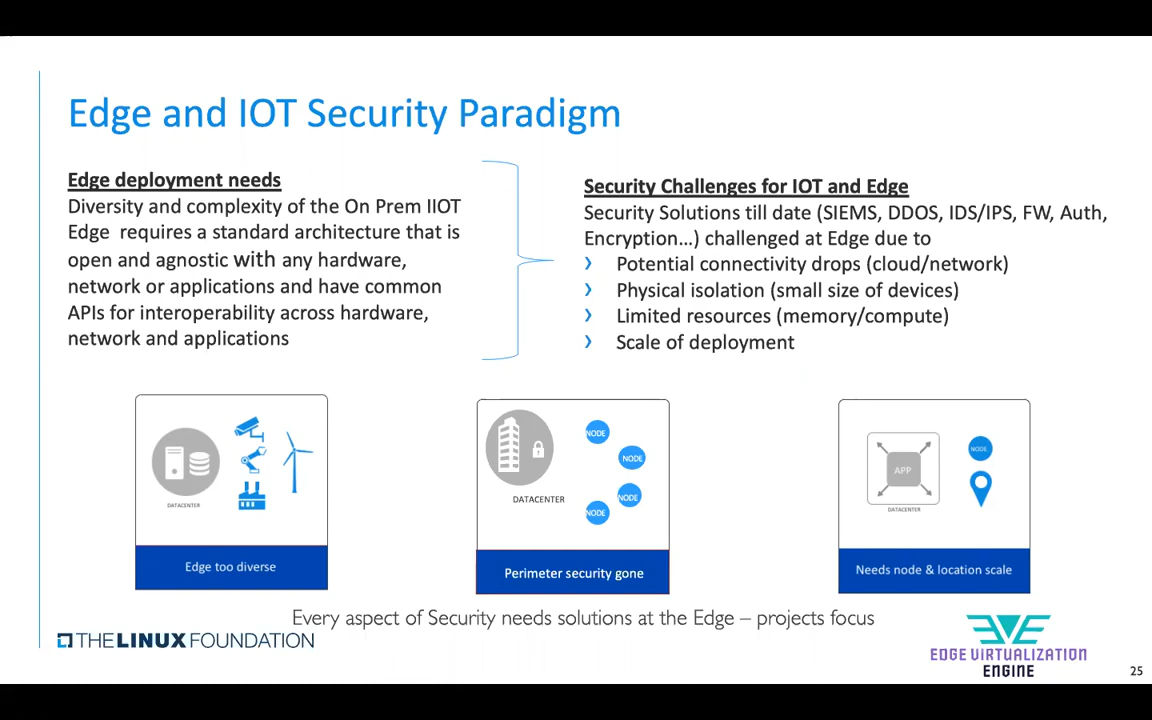 Edge and IOT Security Paradigm
Edge deployment needs
Diversity and complexity of the On Prem IIOT
Edge requires a standard architecture that is
open and agnostic with any hardware,
network or applications and have common
APIs for interoperability across hardware,
network and applications
Security Challenges for IOT and Edge
Security Solutions till date (SIEMS, DDOS, IDS/IPS, FW, Auth,
Encryption…) challenged at Edge due to
› Potential connectivity drops (cloud/network)
› Physical isolation (small size of devices)
› Limited resources (memory/compute)
› Scale of deployment
DATACENTER
Edge too diverse
DATACENTER
NODE
NODE
NODE
NODE
Perimeter security gone
APP
DATACENTER
NODE
Needs node & location scale
Every aspect of Security needs solutions at the Edge – projects focus
THE LINUX FOUNDATION
EVE
EDGE VIRTUALIZATION
ENGINE
25